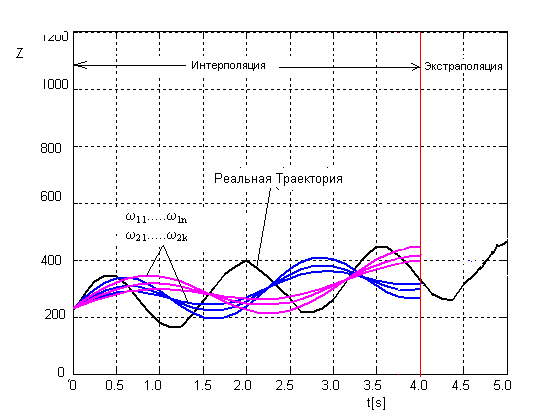 1200
Z
Интерполяция
Экстраполяция
1000
800
600
Реальная Траектория
ω11.....ω1n
ω21.....ω2k
400
200
0
0 0.5 1.0 1.5 2.0 2.5 3.0 3.5 4.0 4.5 5.0
t[s]